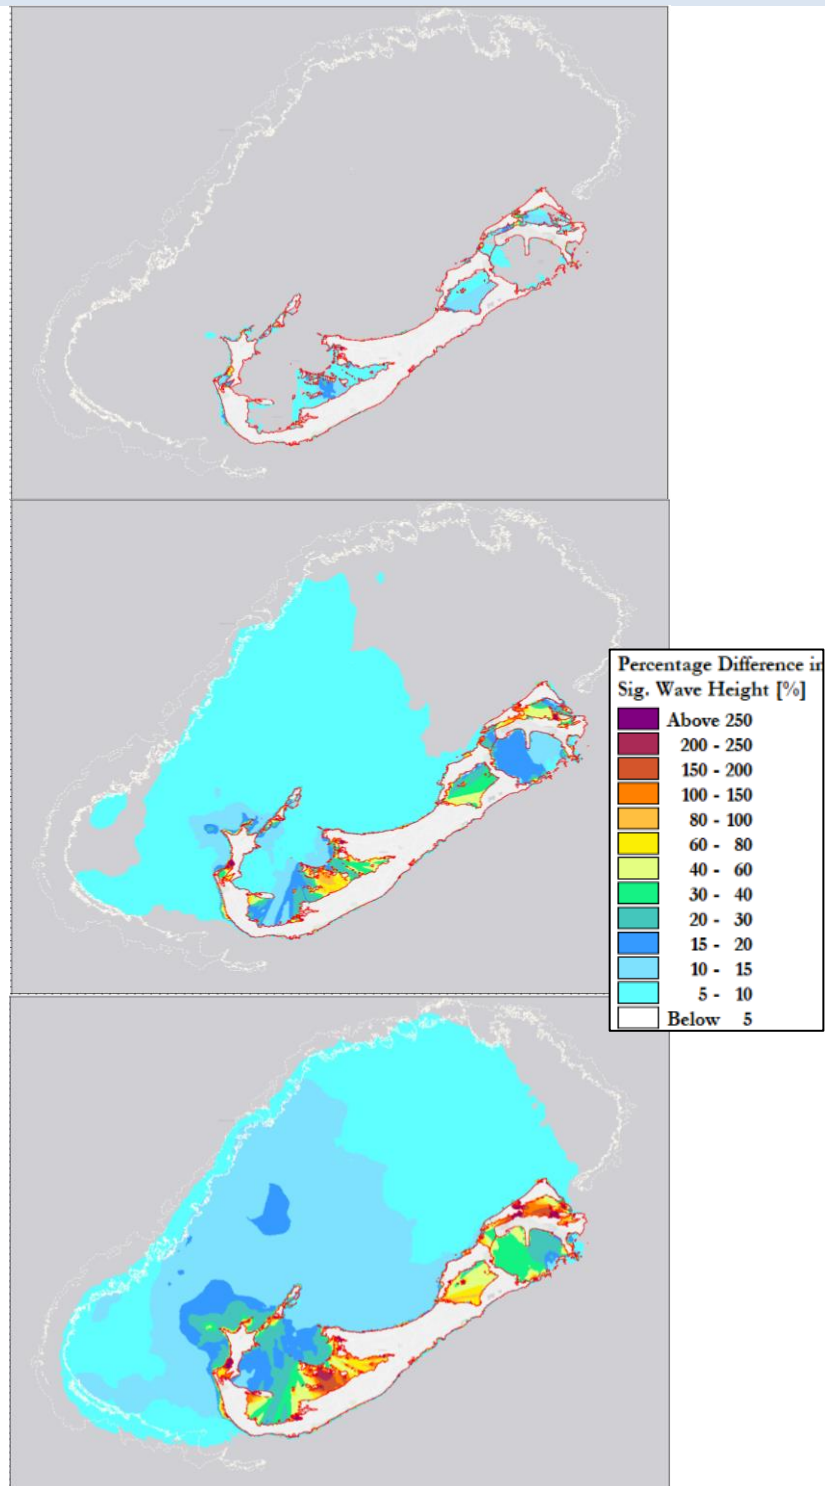 Percentage Difference in
Sig. Wave Height [%]
Above 250
200 - 250
150 - 200
100 - 150
80 - 100
60 - 80
40 - 60
30 - 40
20 - 30
15 - 20
10 - 15
5 - 10
Below 5